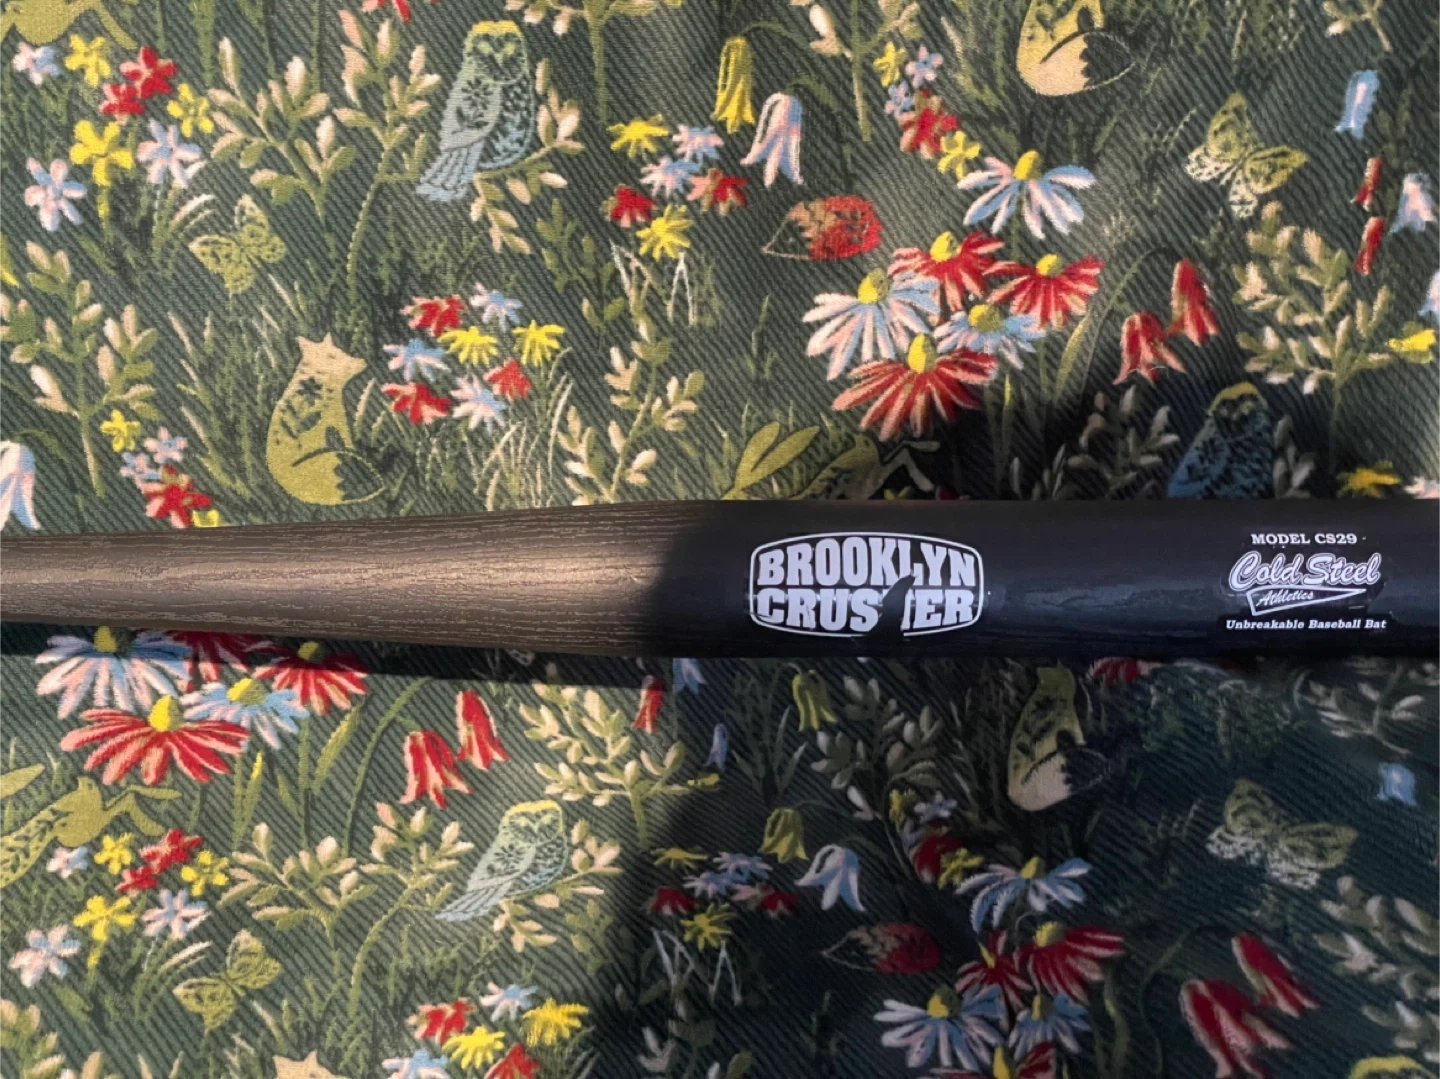 BROOKLYN
CRUSHER
MODEL CS29
Cold Steel
Athletics
Unbreakable Baseball Bat